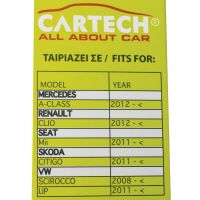 CARTECH®
ALL ABOUT CAR
ΤΑΙΡΙΑΖΕΙ ΣΕ / FITS FOR:
MODEL YEAR
MERCEDES
A-CLASS 2012 - <
RENAULT
CLIO 2012 - <
SEAT
Mii 2011 - <
SKODA
CITIGO 2011 - <
VW
SCIROCCO 2008 - <
UP 2011 - <